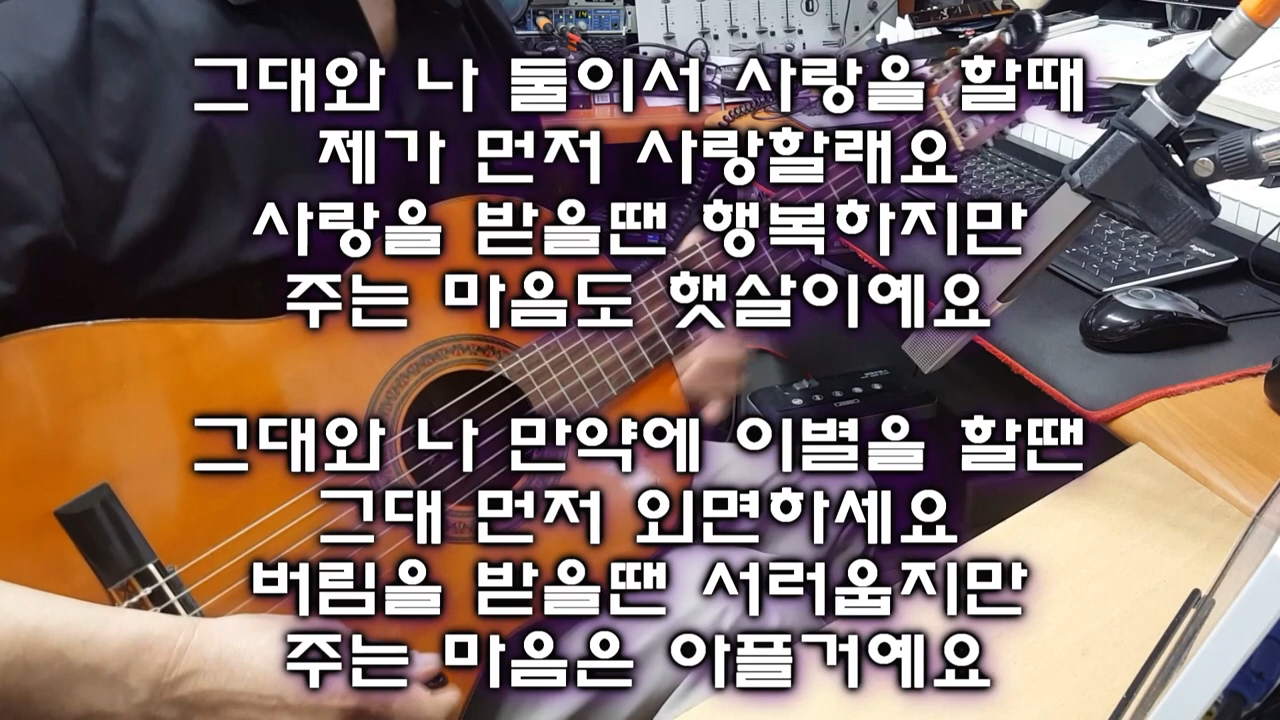 그대와 나 둘이서 사랑을 할때
제가 먼저 사랑할래요
사랑을 받을땐 행복하지만
주는 마음도 햇살이예요
그대와 나 만약에 이별을 할땐
그대 먼저 외면하세요
버림을 받을땐 서러웁지만
주는 마음은 아플거예요